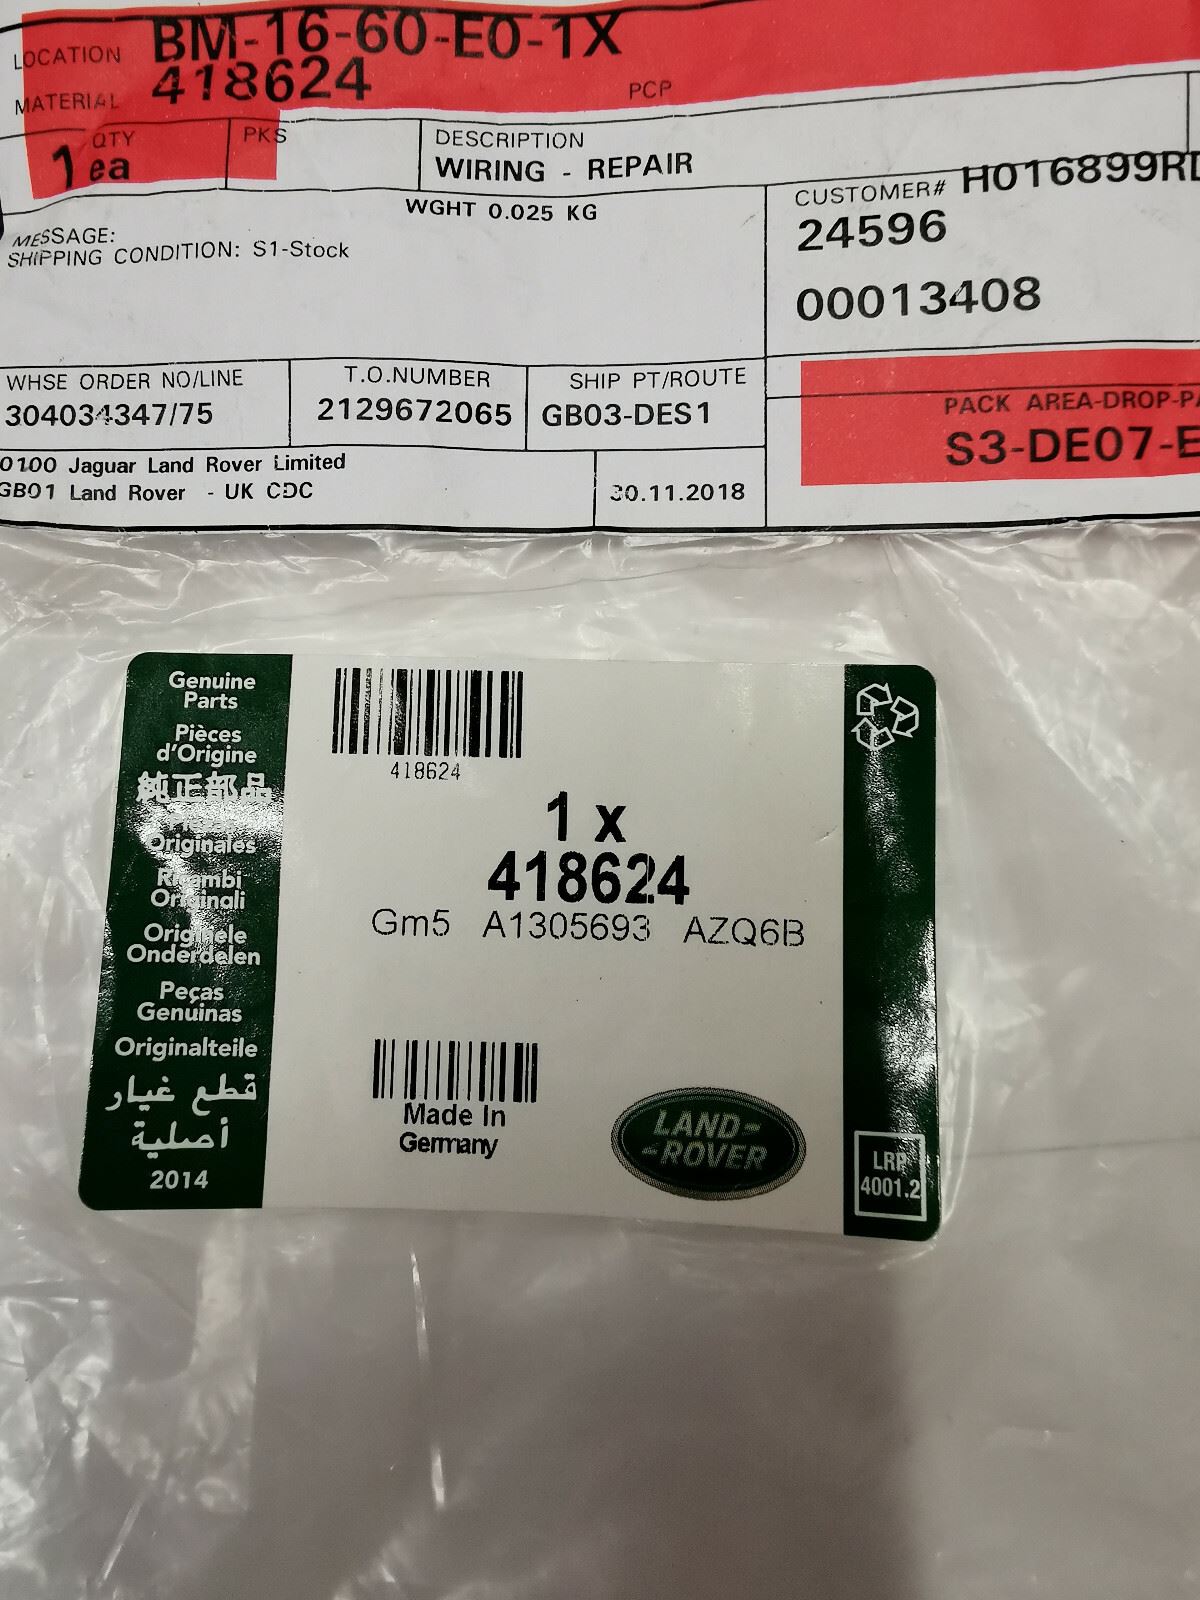 LOCATION BM-16-60-E0-1X
MATERIAL 418624 PCP
QTY PKS DESCRIPTION
1 ea WIRING - REPAIR
WGHT 0.025 KG
CUSTOMER# H016899RD
24596
00013408
MESSAGE:
SHIPPING CONDITION: S1-Stock
WHSE ORDER NO/LINE T.O.NUMBER SHIP PT/ROUTE
304034347/75 2129672065 GB03-DES1
PACK AREA-DROP-PA
S3-DE07-E
0100 Jaguar Land Rover Limited
GB01 Land Rover - UK CDC 30.11.2018
Genuine
Parts
Pièces
d'Origine
純正部品
Originales
Ricambi
Originali
Originele
Onderdelen
Peças
Genuinas
Originalteile
قطع غيار
أصلية
2014
418624
1 x
418624
Gm5 A1305693 AZQ6B
Made In
Germany
LAND-
-ROVER
LRP
4001.2